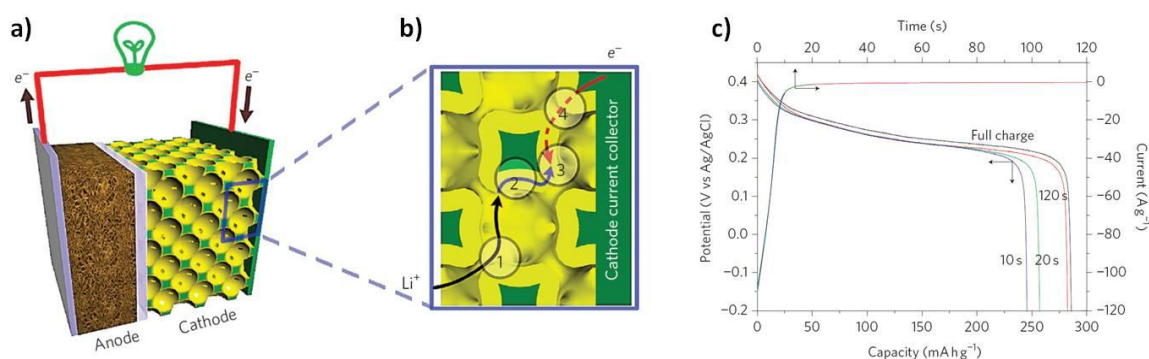 a)
e⁻
e⁻
Anode
Cathode
b)
e⁻
4
3
2
1
Li⁺
Cathode current collector
c)
Time (s)
0 20 40 60 80 100 120
0.4
0.3
0.2
0.1
0.0
−0.1
−0.2
Potential (V vs Ag/AgCl)
Full charge
120 s
10 s
20 s
0
−20
−40
−60
−80
−100
−120
Current (A g⁻¹)
0 50 100 150 200 250 300
Capacity (mA h g⁻¹)